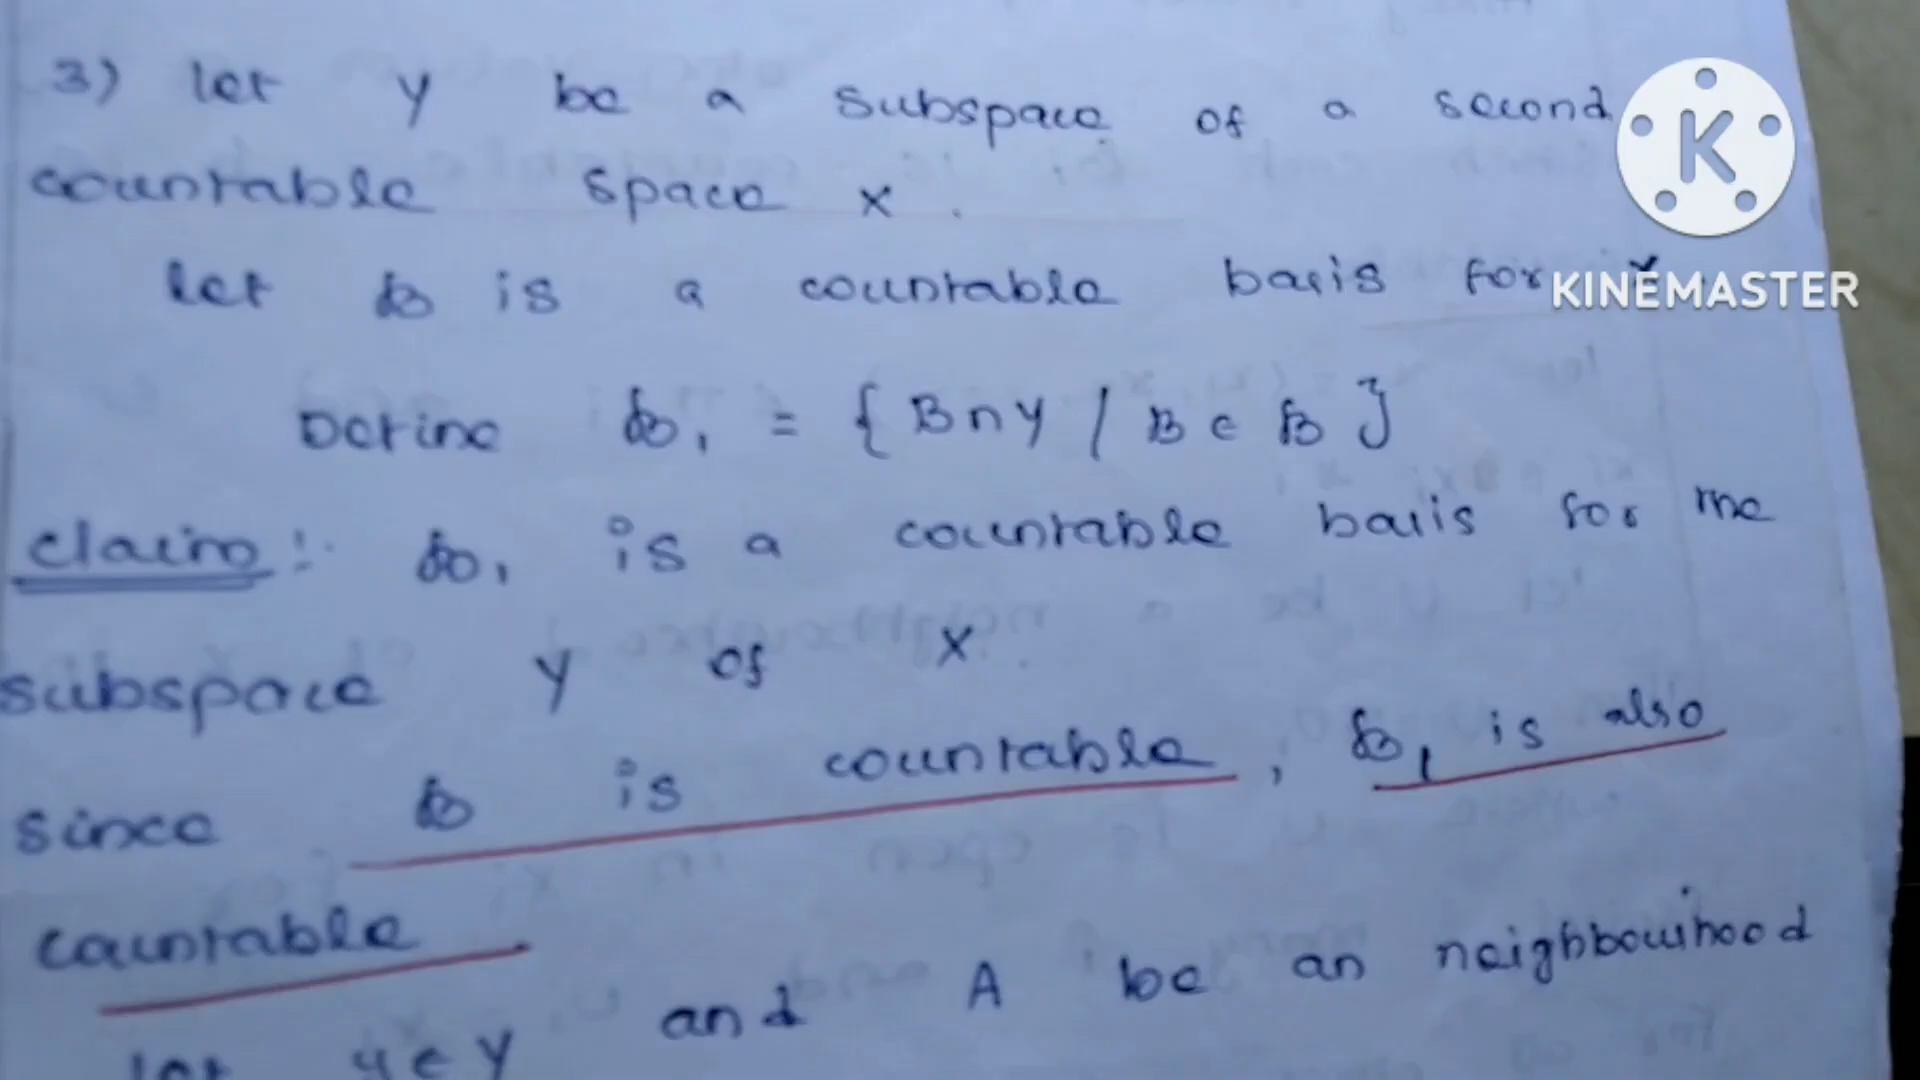 3) let Y be a subspace of a second
countable space X.
let 𝔅 is a countable basis for X
Define 𝔅₁ = { B ∩ Y / B ∈ 𝔅 }
claim:- 𝔅₁ is a countable basis for the
subspace Y of X
since 𝔅 is countable, 𝔅₁ is also
countable
let y ∈ Y and A be an neighbourhood
K
KINEMASTER